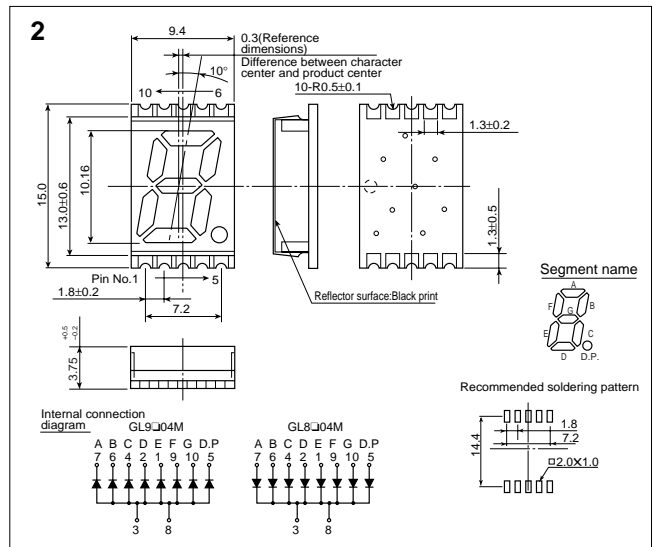 2
9.4
0.3(Reference
dimensions)
Difference between character
center and product center
10°
10 6
10-R0.5±0.1
1.3±0.2
15.0
13.0±0.6
10.16
1.3±0.5
Pin No.1 5
1.8±0.2
7.2
Reflector surface:Black print
Segment name
A
F B
G
E C
D D.P.
+0.5
−0.2
3.75
Recommended soldering pattern
1.8
7.2
14.4
□2.0×1.0
Internal connection
diagram
GL9□04M
A B C D E F G D.P
7 6 4 2 1 9 10 5
3 8
GL8□04M
A B C D E F G D.P
7 6 4 2 1 9 10 5
3 8